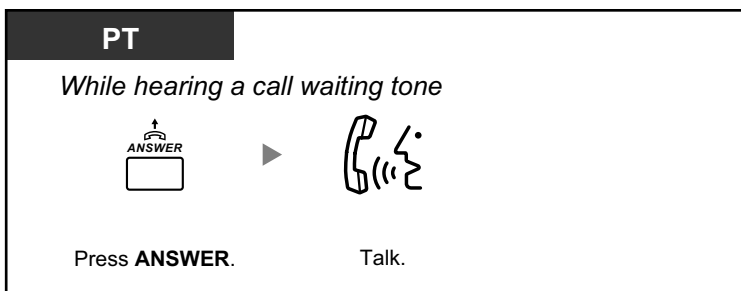 PT
While hearing a call waiting tone
ANSWER
Press ANSWER. Talk.